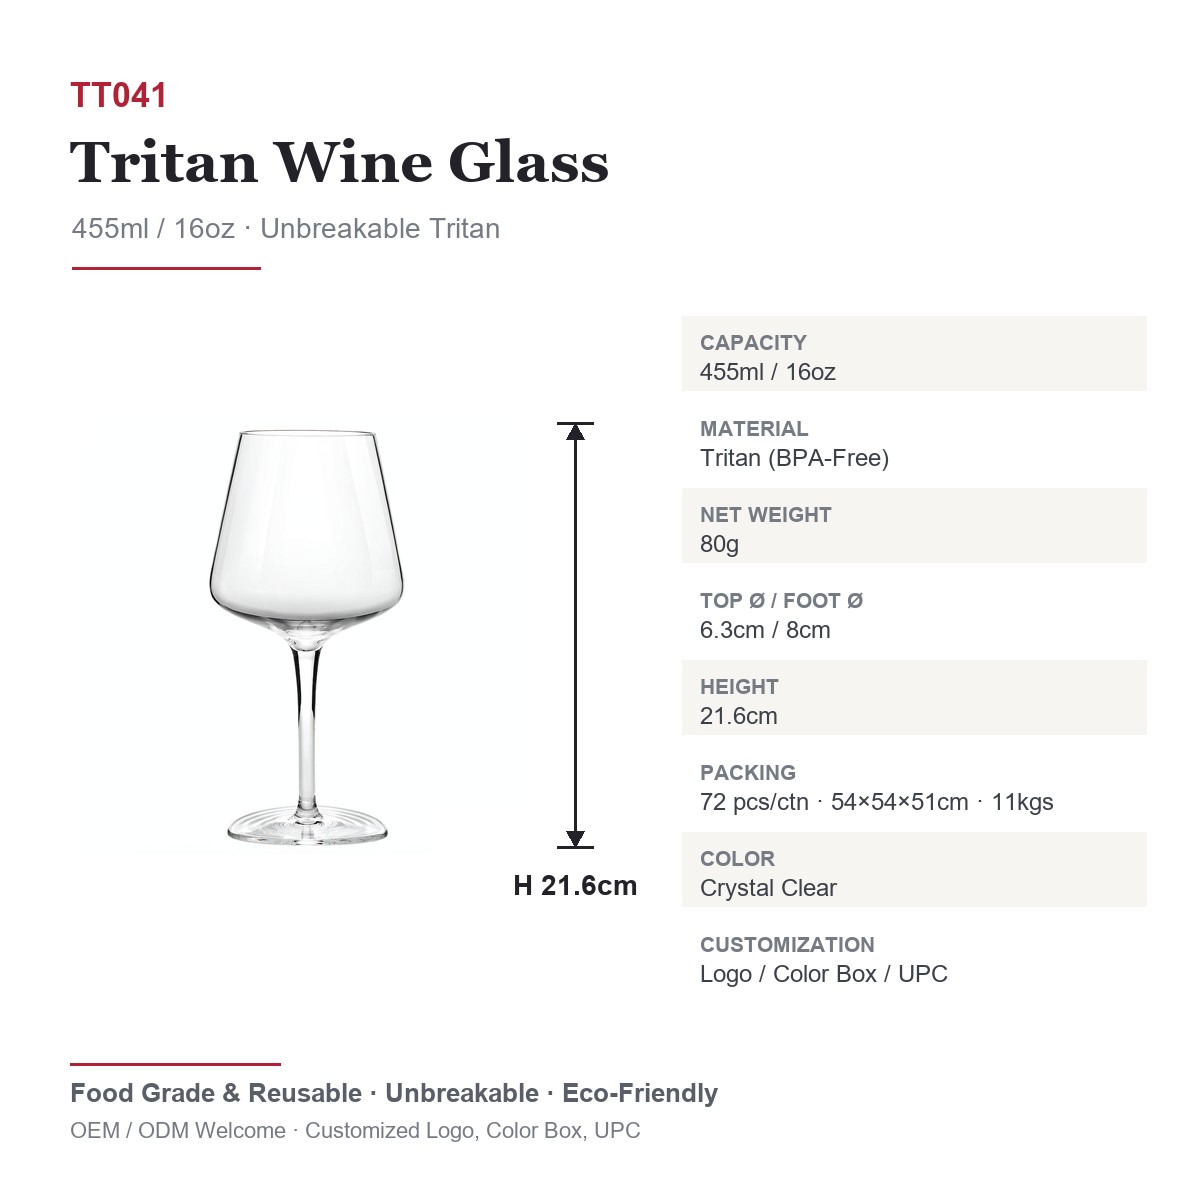 TT041
Tritan Wine Glass
455ml / 16oz · Unbreakable Tritan
CAPACITY
455ml / 16oz
MATERIAL
Tritan (BPA-Free)
NET WEIGHT
80g
TOP Ø / FOOT Ø
6.3cm / 8cm
HEIGHT
21.6cm
PACKING
72 pcs/ctn · 54×54×51cm · 11kgs
COLOR
Crystal Clear
CUSTOMIZATION
Logo / Color Box / UPC
H 21.6cm
Food Grade & Reusable · Unbreakable · Eco-Friendly
OEM / ODM Welcome · Customized Logo, Color Box, UPC